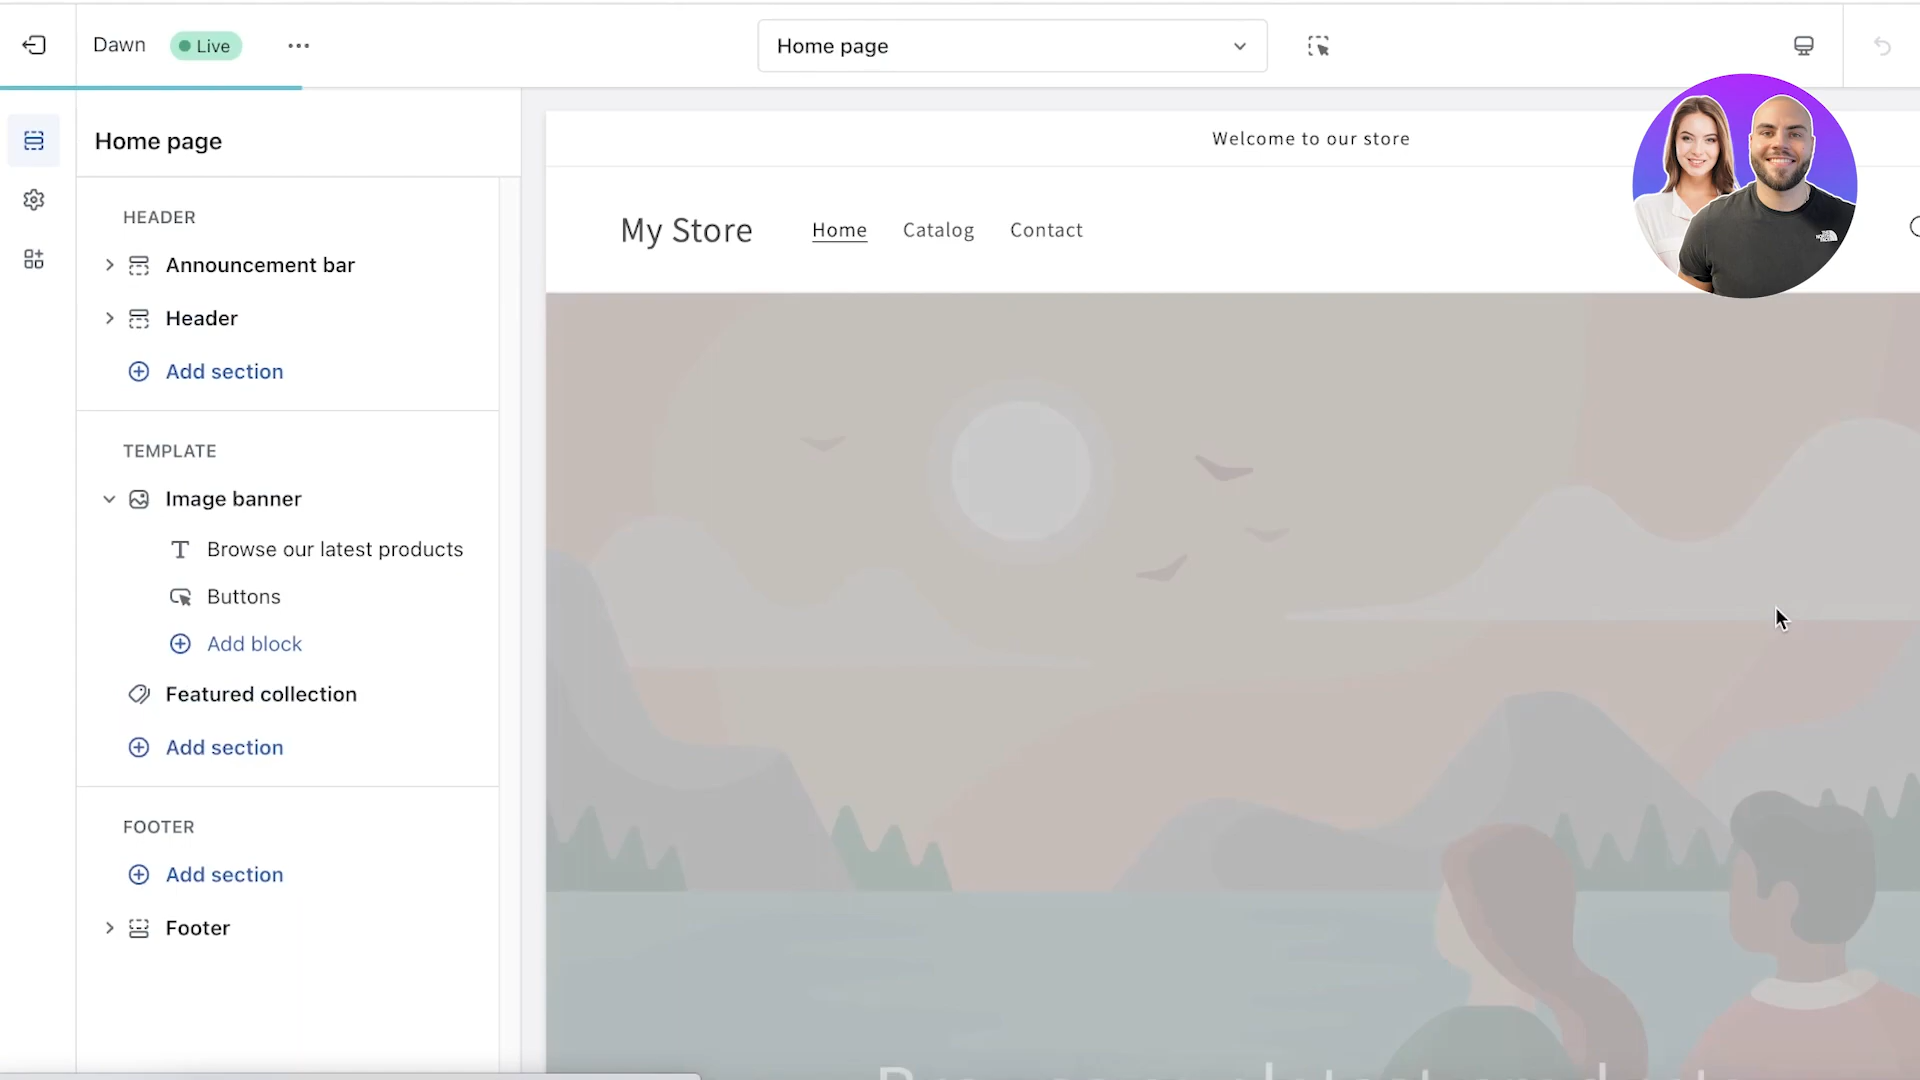 Dawn
Live
Home page
Home page
HEADER
Announcement bar
Header
Add section
TEMPLATE
Image banner
Browse our latest products
Buttons
Add block
Featured collection
Add section
FOOTER
Add section
Footer
Welcome to our store
My Store
Home
Catalog
Contact